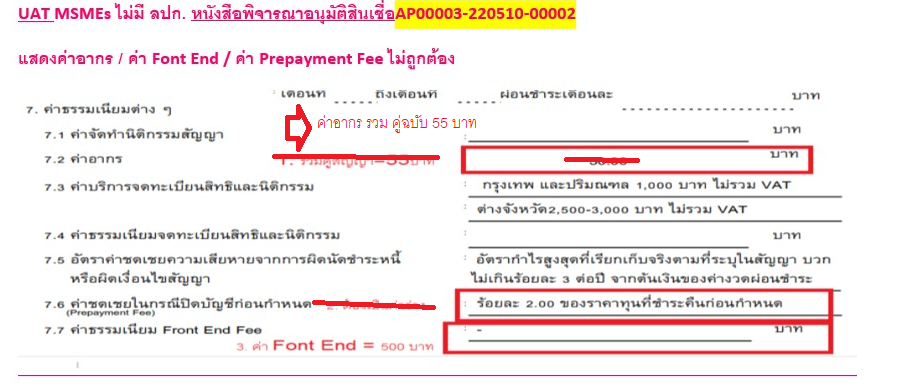 UAT MSMEs ไม่มี ลปก. หนังสือพิจารณาอนุมัติสินเชื่อAP00003-220510-00002
แสดงค่าอากร / ค่า Font End / ค่า Prepayment Fee ไม่ถูกต้อง
: เดือนที่ ..... ถึงเดือนที่ ..... ผ่อนชำระเดือนละ ..... บาท
7. ค่าธรรมเนียมต่าง ๆ
ค่าอากร รวม คู่ฉบับ 55 บาท
7.1 ค่าจัดทำนิติกรรมสัญญา : บาท
7.2 ค่าอากร 1. รวมคู่สัญญา=55บาท : บาท
7.3 ค่าบริการจดทะเบียนสิทธิและนิติกรรม : กรุงเทพ และปริมณฑล 1,000 บาท ไม่รวม VAT
: ต่างจังหวัด2,500-3,000 บาท ไม่รวม VAT
7.4 ค่าธรรมเนียมจดทะเบียนสิทธิและนิติกรรม : บาท
7.5 อัตราค่าชดเชยความเสียหายจากการผิดนัดชำระหนี้ : อัตรากำไรสูงสุดที่เรียกเก็บจริงตามที่ระบุในสัญญา บวก
หรือผิดเงื่อนไขสัญญา ไม่เกินร้อยละ 3 ต่อปี จากต้นเงินของค่างวดผ่อนชำระ
7.6 ค่าชดเชยในกรณีปิดบัญชีก่อนกำหนด 2. : ร้อยละ 2.00 ของราคาทุนที่ชำระคืนก่อนกำหนด
(Prepayment Fee)
7.7 ค่าธรรมเนียม Front End Fee : - บาท
3. ค่า Font End = 500 บาท